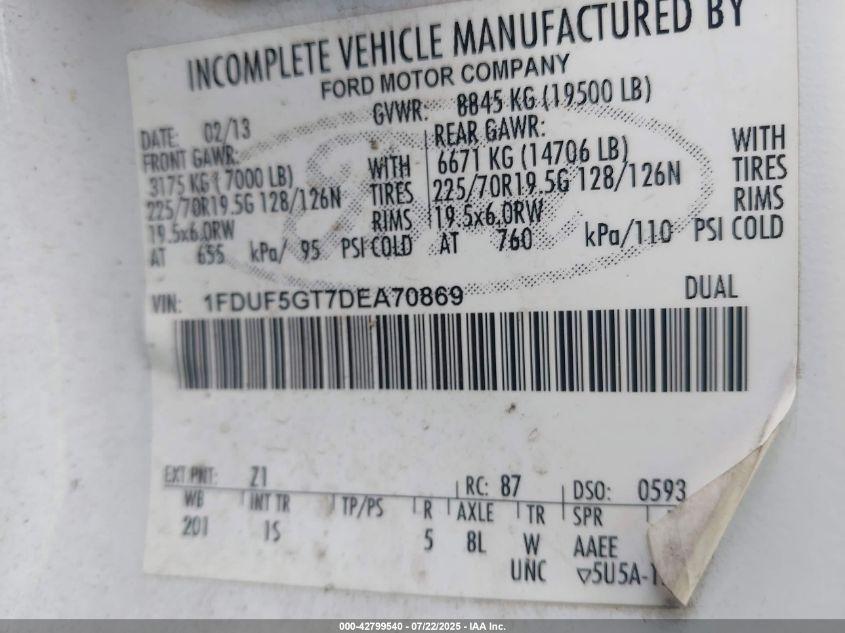 INCOMPLETE VEHICLE MANUFACTURED BY
FORD MOTOR COMPANY
DATE: 02/13 GVWR: 8845 KG (19500 LB)
FRONT GAWR: REAR GAWR:
3175 KG (7000 LB) WITH 6671 KG (14706 LB) WITH
225/70R19.5G 128/126N TIRES 225/70R19.5G 128/126N TIRES
19.5x6.0RW RIMS 19.5x6.0RW RIMS
AT 655 kPa/ 95 PSI COLD AT 760 kPa/110 PSI COLD
VIN: 1FDUF5GT7DEA70869 DUAL
EXT PNT: Z1 RC: 87 DSO: 0593
WB INT TR TP/PS R AXLE TR SPR
201 IS 5 8L W AAEE
UNC ▽5U5A-1
000-42799540 - 07/22/2025 - IAA Inc.